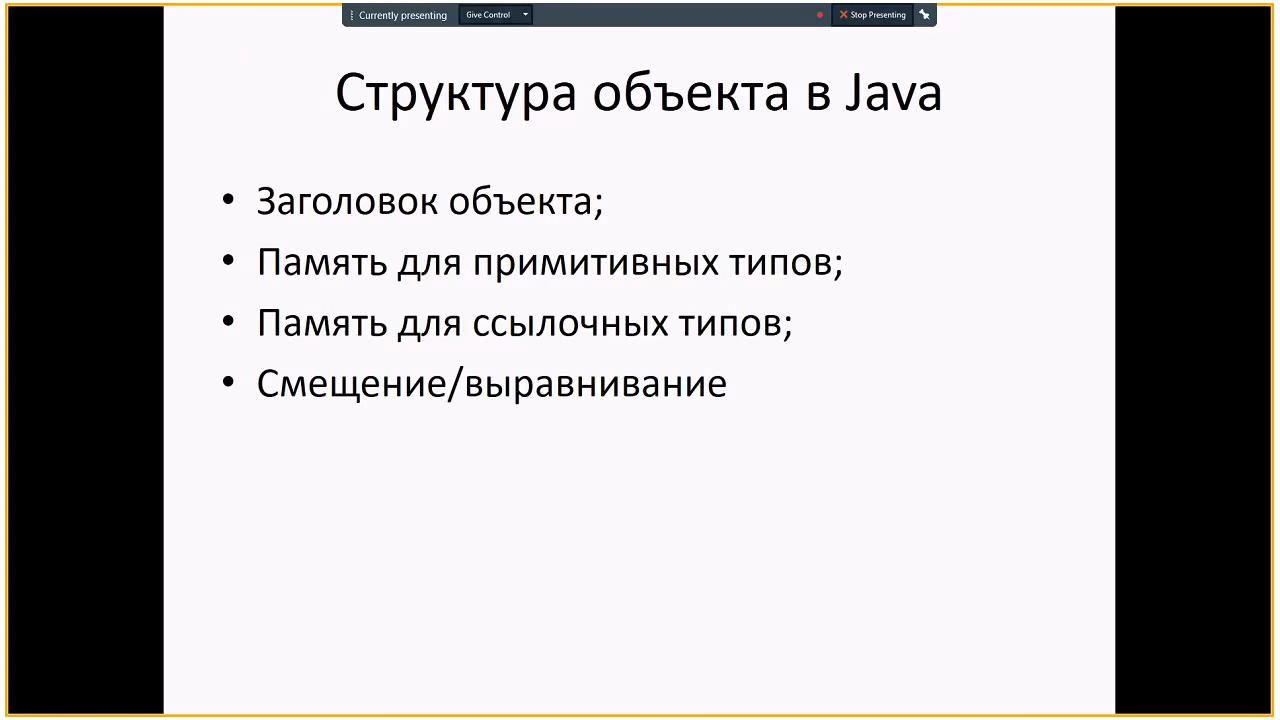 Currently presenting Give Control Stop Presenting
Структура объекта в Java
• Заголовок объекта;
• Память для примитивных типов;
• Память для ссылочных типов;
• Смещение/выравнивание